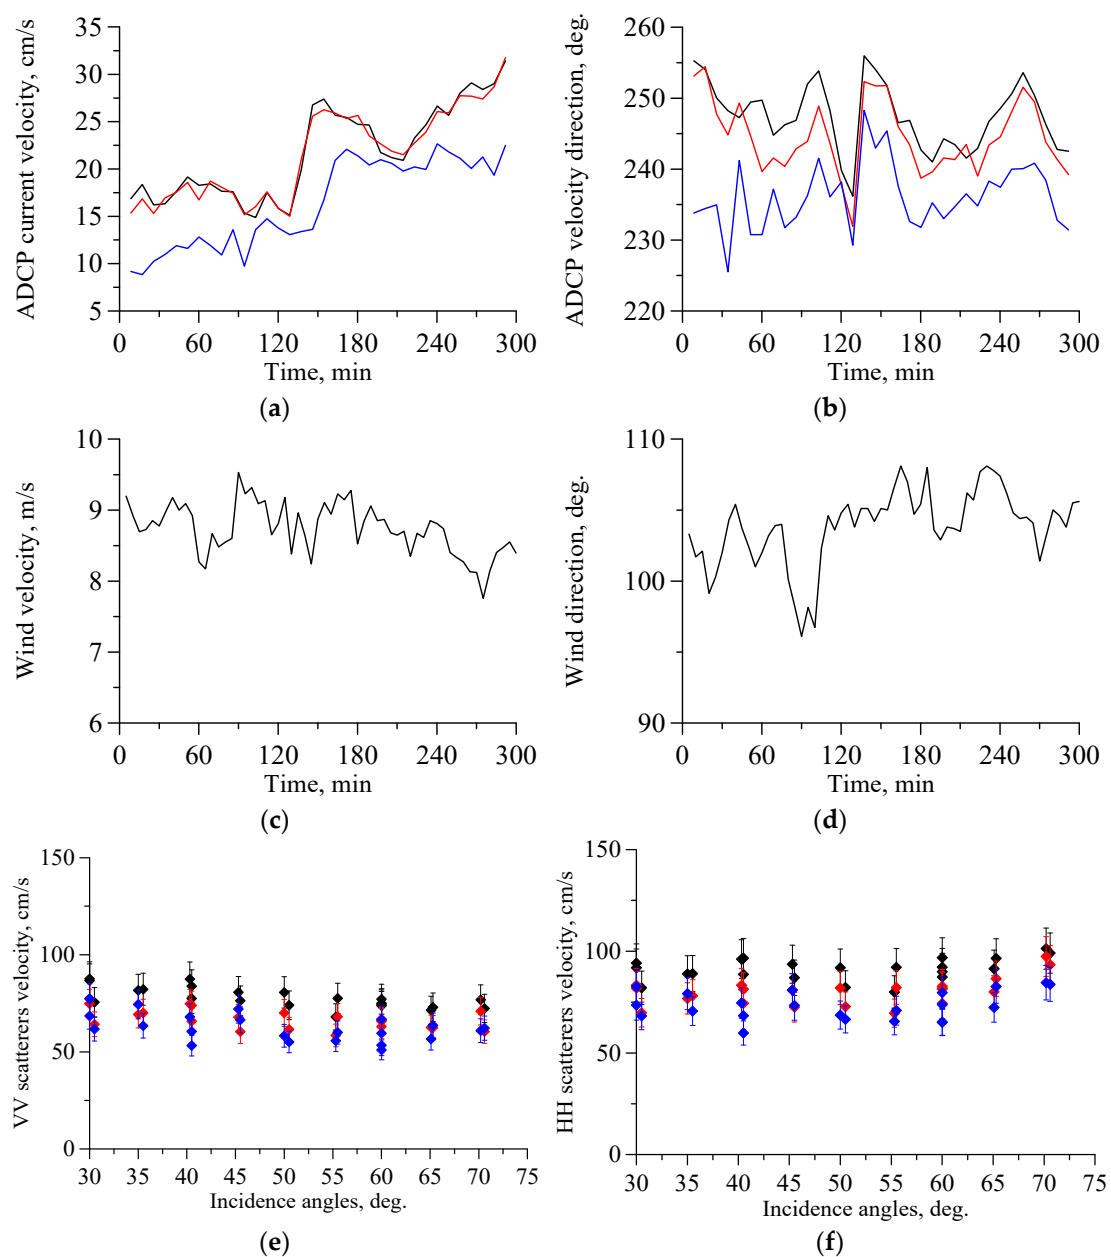 ADCP current velocity, cm/s
35
30
25
20
15
10
5
0 60 120 180 240 300
Time, min
(a)
ADCP velocity direction, deg.
260
250
240
230
220
0 60 120 180 240 300
Time, min
(b)
Wind velocity, m/s
10
9
8
7
6
0 60 120 180 240 300
Time, min
(c)
Wind direction, deg.
110
100
90
0 60 120 180 240 300
Time, min
(d)
VV scatterers velocity, cm/s
150
100
50
0
30 35 40 45 50 55 60 65 70 75
Incidence angles, deg.
(e)
HH scatterers velocity, cm/s
150
100
50
0
30 35 40 45 50 55 60 65 70 75
Incidence angles, deg.
(f)